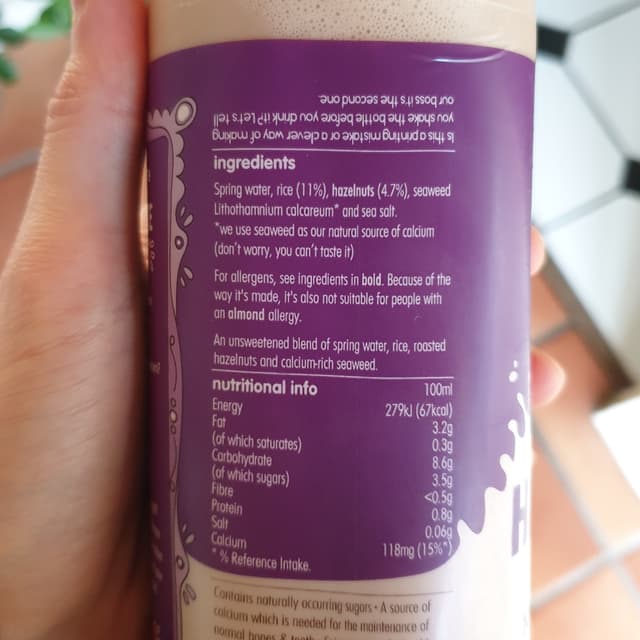 Is this a printing mistake or a clever way of making
you shake the bottle before you drink it? Let's tell
our boss it's the second one.
ingredients
Spring water, rice (11%), hazelnuts (4.7%), seaweed
Lithothamnium calcareum* and sea salt.
*we use seaweed as our natural source of calcium
(don't worry, you can't taste it)
For allergens, see ingredients in bold. Because of the
way it's made, it's also not suitable for people with
an almond allergy.
An unsweetened blend of spring water, rice, roasted
hazelnuts and calcium-rich seaweed.
nutritional info 100ml
Energy 279kJ (67kcal)
Fat 3.2g
(of which saturates) 0.3g
Carbohydrate 8.6g
(of which sugars) 3.5g
Fibre <0.5g
Protein 0.8g
Salt 0.06g
Calcium 118mg (15%*)
* % Reference Intake.
Contains naturally occurring sugars • A source of
calcium which is needed for the maintenance of
normal bones & teeth
H